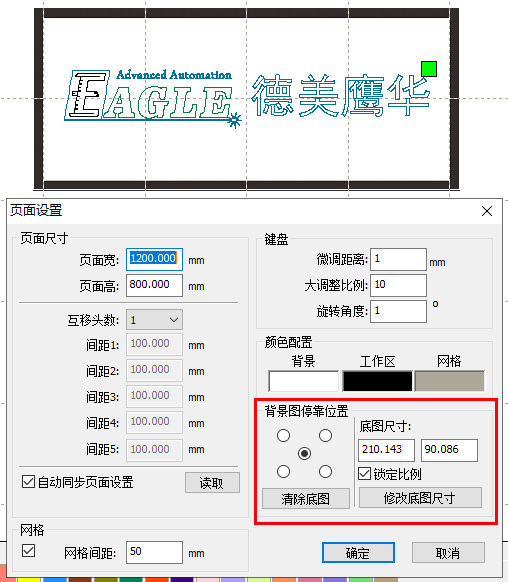 Advanced Automation
EAGLE 德美鹰华
页面设置
页面尺寸
页面宽: 1200.000 mm
页面高: 800.000 mm
互移头数: 1
间距1: 100.000 mm
间距2: 100.000 mm
间距3: 100.000 mm
间距4: 100.000 mm
间距5: 100.000 mm
自动同步页面设置 读取
网格
网格间距: 50 mm
键盘
微调距离: 1 mm
大调整比例: 10
旋转角度: 1 o
颜色配置
背景 工作区 网格
背景图停靠位置
底图尺寸:
210.143 90.086
锁定比例
清除底图 修改底图尺寸
确定 取消